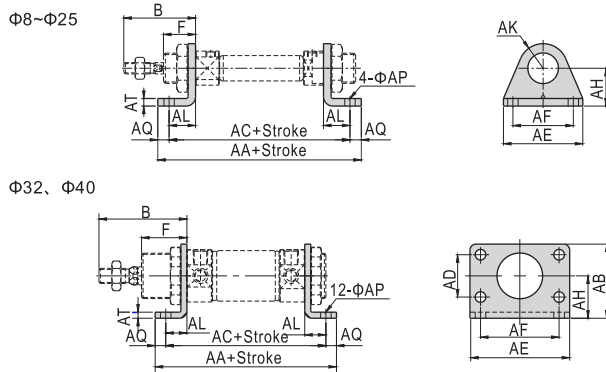 Φ8~Φ25
B
F
AK
4-ΦAP
AT
AH
AQ
AL
AL
AQ
AC+Stroke
AF
AA+Stroke
AE
Φ32、Φ40
B
F
12-ΦAP
AD
AH
AB
AT
AQ
AL
AL
AQ
AC+Stroke
AF
AA+Stroke
AE